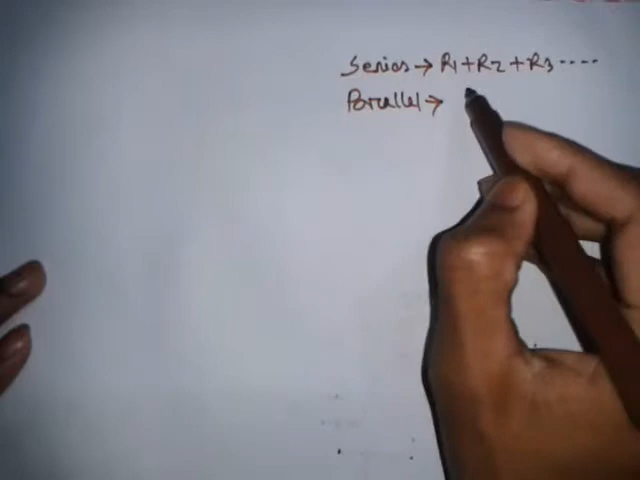 Series → R1 + R2 + R3 ....
Parallel →